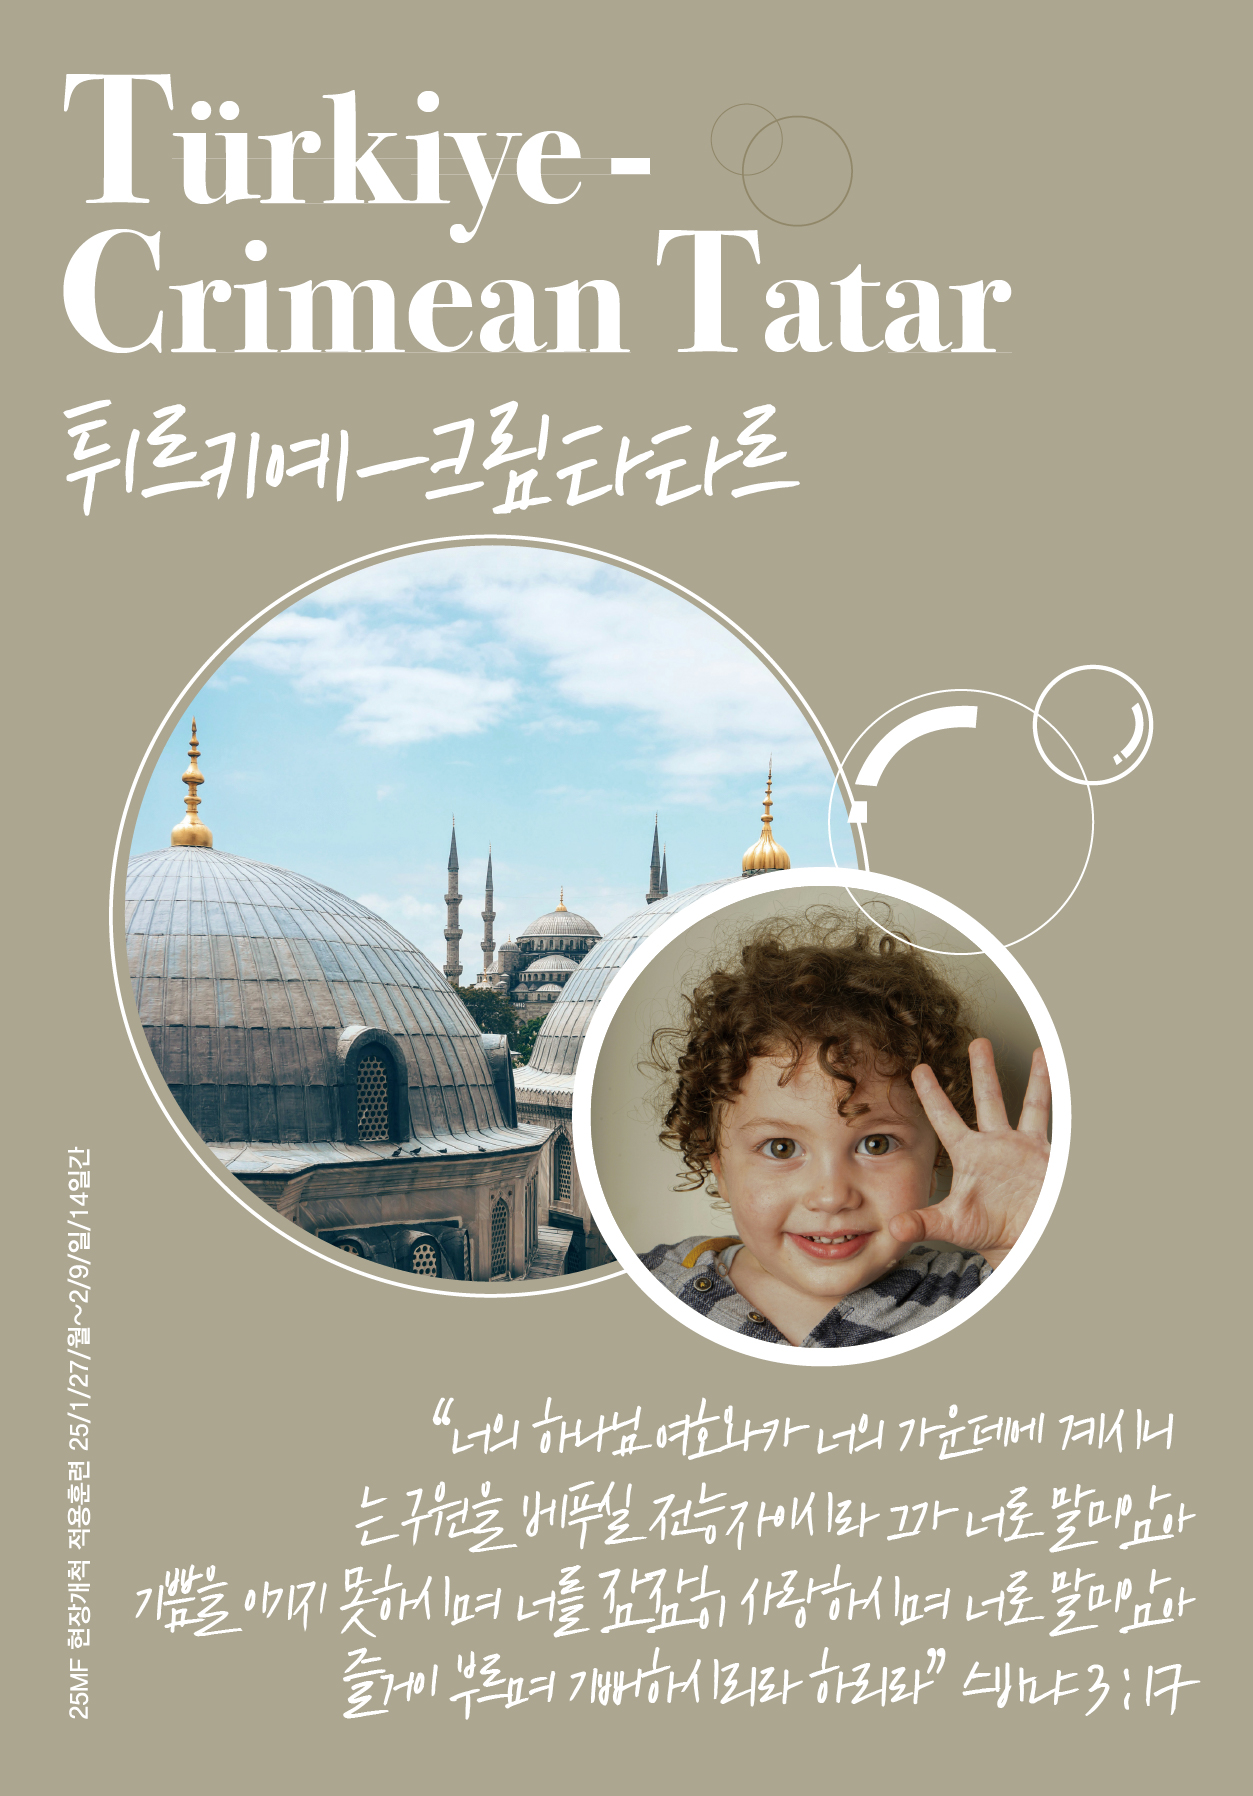 Türkiye-
Crimean Tatar
튀르키예-크림타타르
25MF 현장개척 적용훈련 25/1/27/월~2/9/일/14일간
“너의 하나님 여호와가 너의 가운데에 계시니
는 구원을 베푸실 전능자이시라 그가 너로 말미암아
기쁨을 이기지 못하시며 너를 잠잠히 사랑하시며 너로 말미암아
즐거이 부르며 기뻐하시리라 하리라” 스바냐 3:17